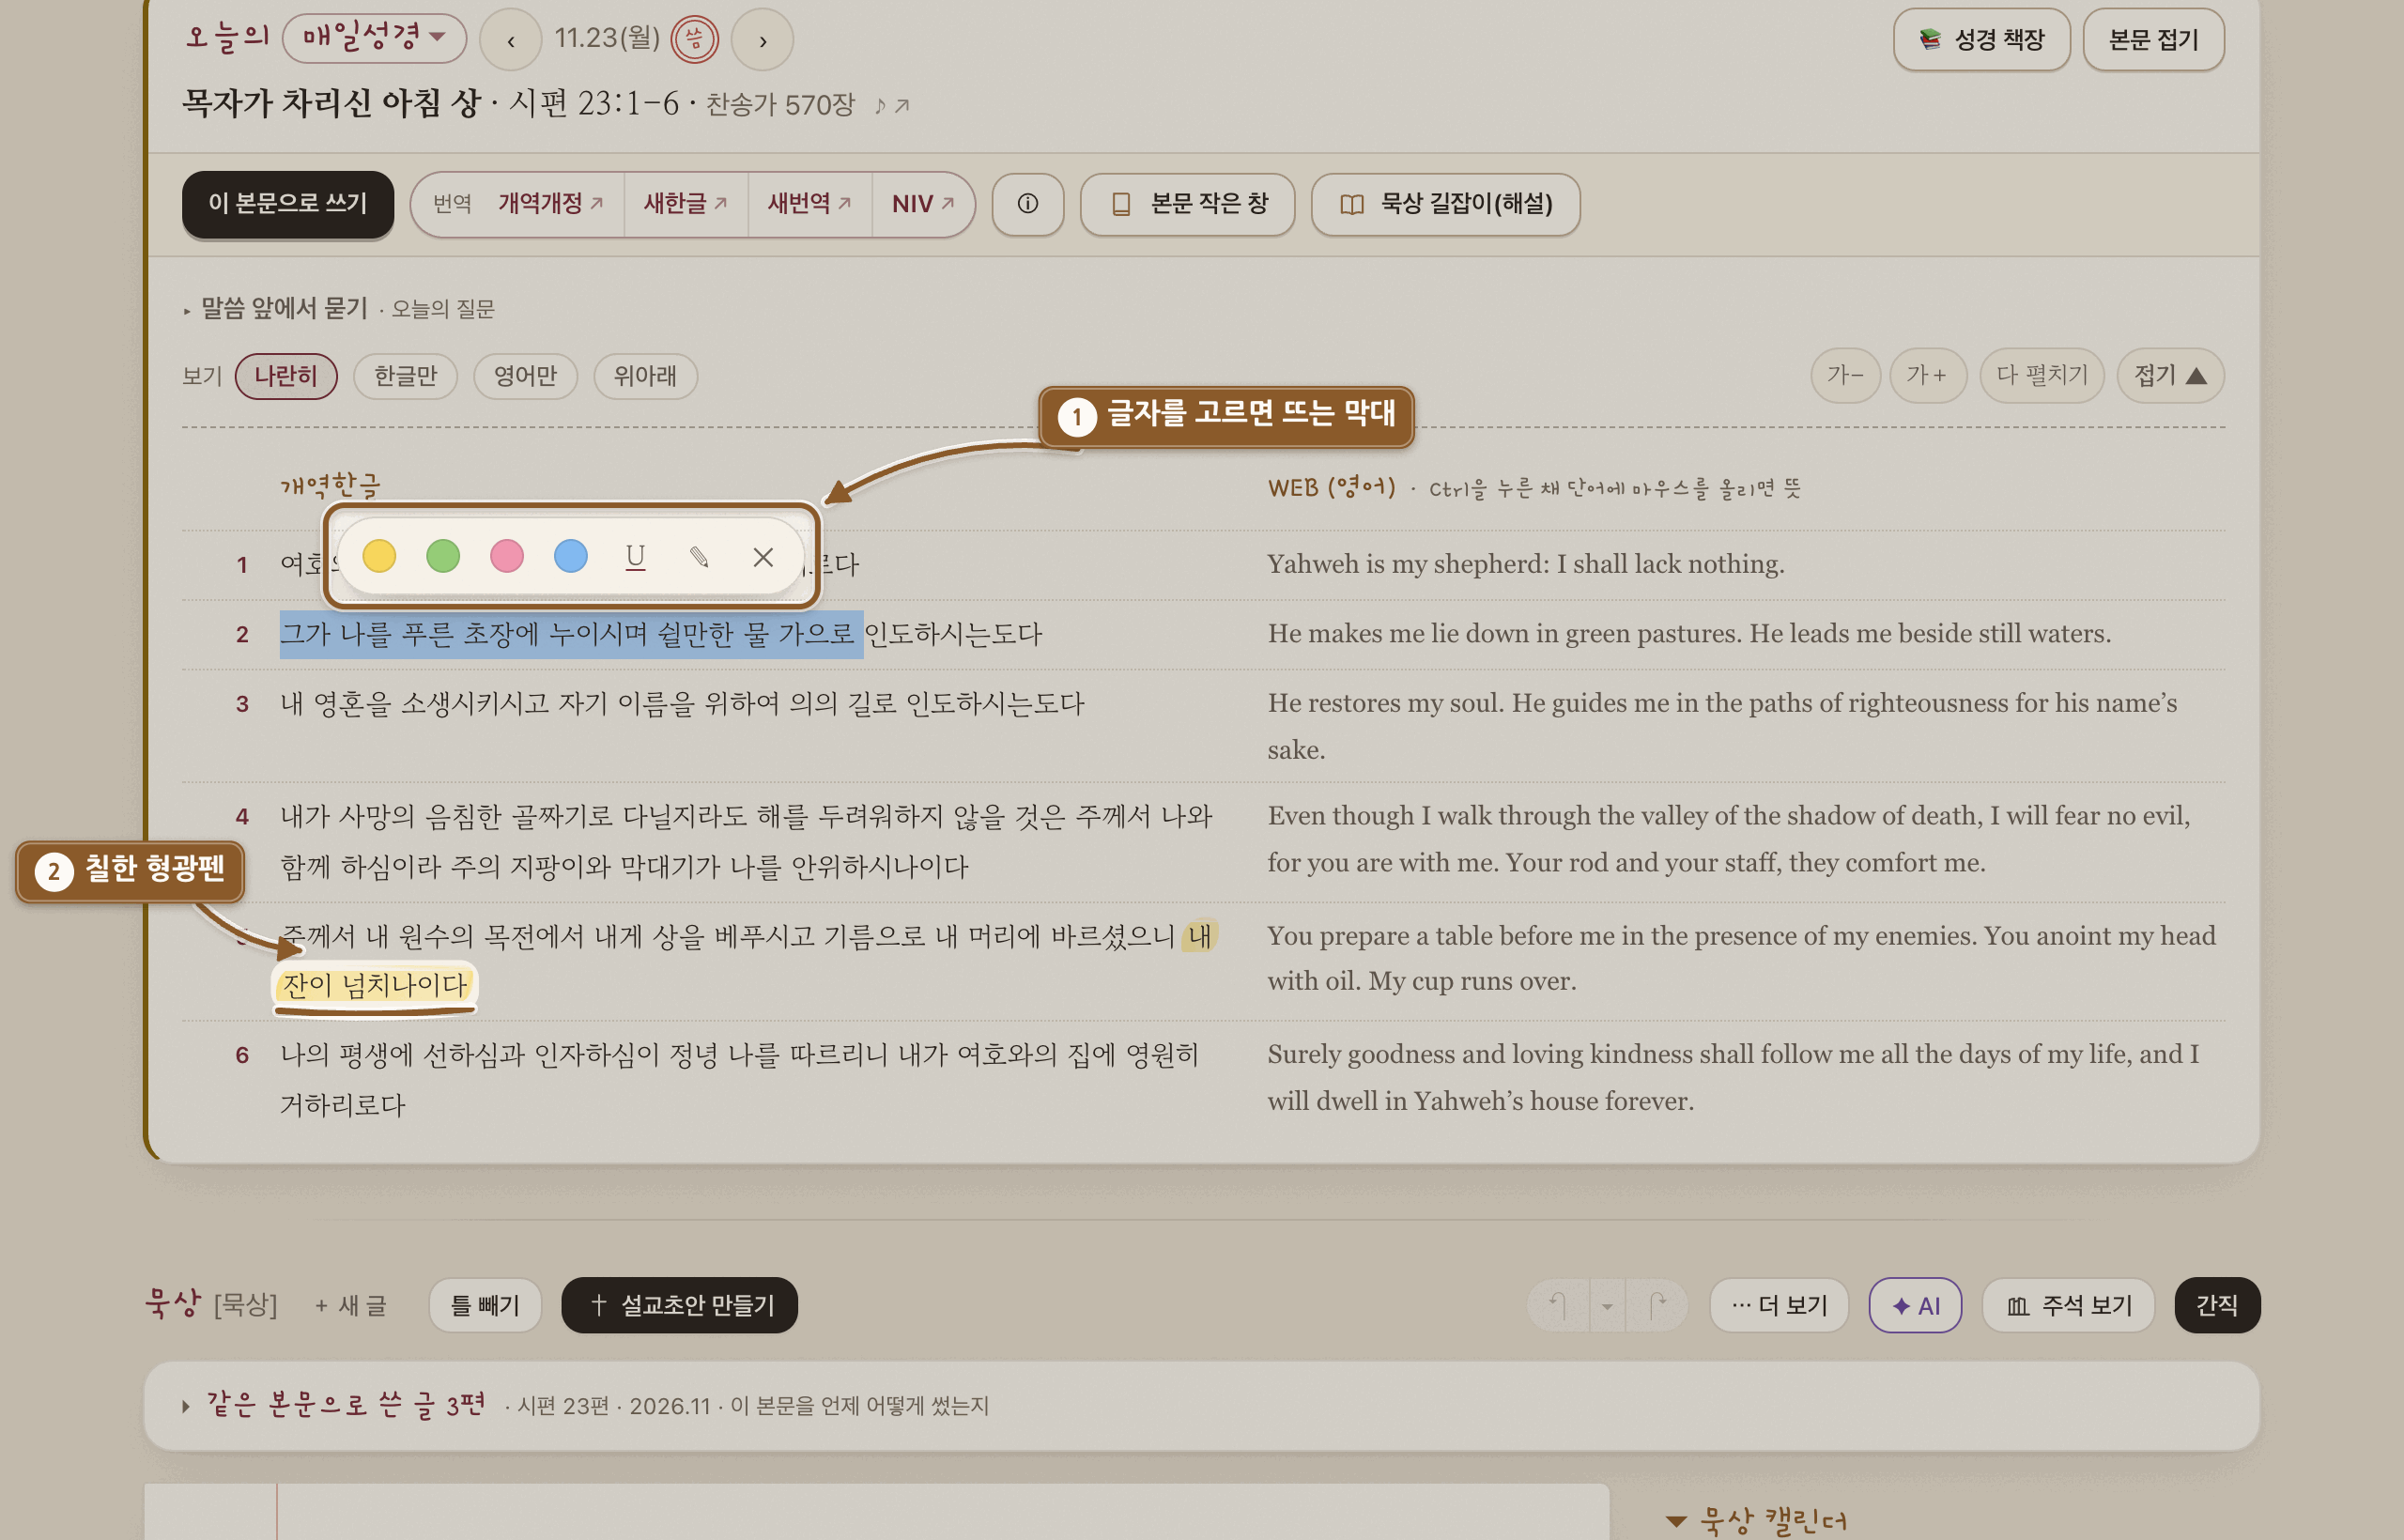 오늘의 매일성경 ‹ 11.23(월) 씀 › 성경 책장 본문 접기
목자가 차리신 아침 상 · 시편 23:1–6 · 찬송가 570장 ♪ ↗
이 본문으로 쓰기 번역 개역개정 ↗ 새한글 ↗ 새번역 ↗ NIV ↗ 본문 작은 창 묵상 길잡이(해설)
▸ 말씀 앞에서 묻기 · 오늘의 질문
보기 나란히 한글만 영어만 위아래 가− 가+ 다 펼치기 접기 ▲
1 글자를 고르면 뜨는 막대
개역한글 WEB (영어) · Ctrl을 누른 채 단어에 마우스를 올리면 뜻
U
1 여호 로다 Yahweh is my shepherd: I shall lack nothing.
2 그가 나를 푸른 초장에 누이시며 쉴만한 물 가으로 인도하시는도다 He makes me lie down in green pastures. He leads me beside still waters.
3 내 영혼을 소생시키시고 자기 이름을 위하여 의의 길로 인도하시는도다 He restores my soul. He guides me in the paths of righteousness for his name’s
sake.
4 내가 사망의 음침한 골짜기로 다닐지라도 해를 두려워하지 않을 것은 주께서 나와 Even though I walk through the valley of the shadow of death, I will fear no evil,
함께 하심이라 주의 지팡이와 막대기가 나를 안위하시나이다 for you are with me. Your rod and your staff, they comfort me.
2 칠한 형광펜
주께서 내 원수의 목전에서 내게 상을 베푸시고 기름으로 내 머리에 바르셨으니 내 You prepare a table before me in the presence of my enemies. You anoint my head
잔이 넘치나이다 with oil. My cup runs over.
6 나의 평생에 선하심과 인자하심이 정녕 나를 따르리니 내가 여호와의 집에 영원히 Surely goodness and loving kindness shall follow me all the days of my life, and I
거하리로다 will dwell in Yahweh’s house forever.
묵상 [묵상] + 새 글 틀 빼기 설교초안 만들기 ··· 더 보기 AI 주석 보기 간직
같은 본문으로 쓴 글 3편 · 시편 23편 · 2026.11 · 이 본문을 언제 어떻게 썼는지
묵상 캘린더